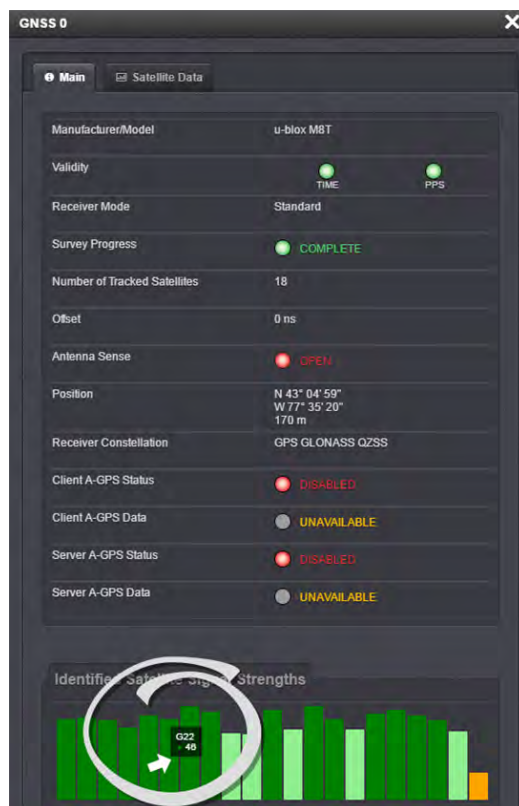 GNSS 0
Main
Satellite Data
Manufacturer/Model
u-blox M8T
Validity
TIME
PPS
Receiver Mode
Standard
Survey Progress
COMPLETE
Number of Tracked Satellites
18
Offset
0 ns
Antenna Sense
OPEN
Position
N 43° 04' 59"
W 77° 35' 20"
170 m
Receiver Constellation
GPS GLONASS QZSS
Client A-GPS Status
DISABLED
Client A-GPS Data
UNAVAILABLE
Server A-GPS Status
DISABLED
Server A-GPS Data
UNAVAILABLE
Identified Satellite Signal Strengths
G22
46